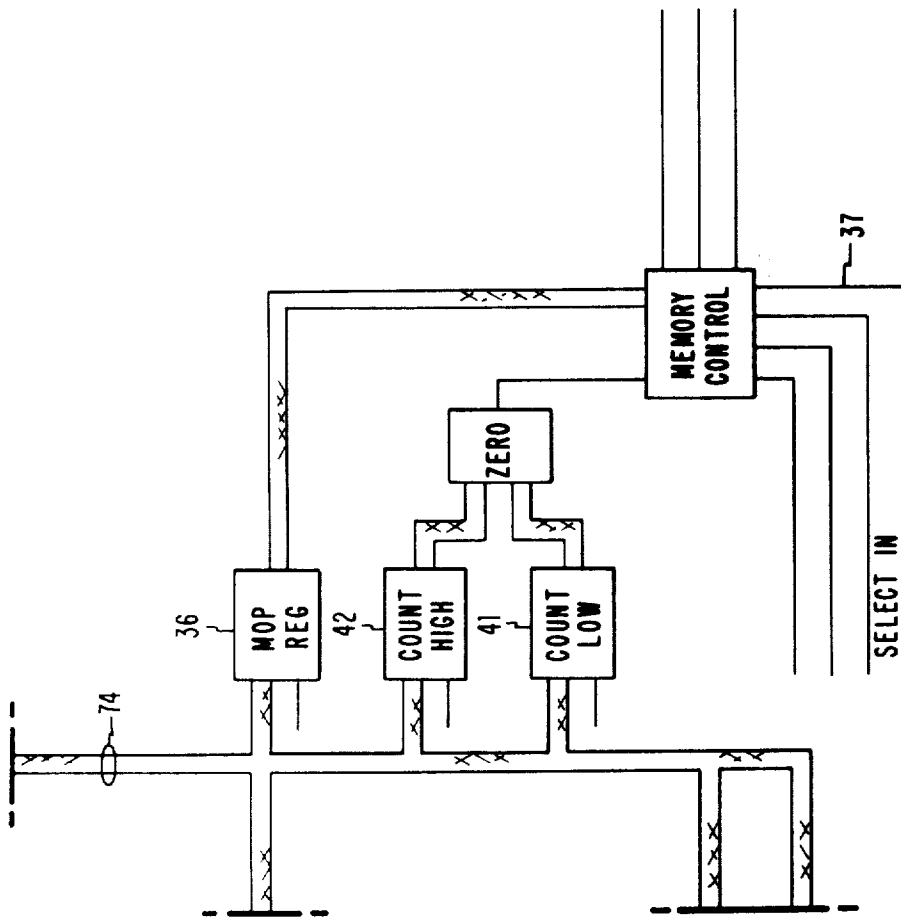 74
36
MOP
REG
42
COUNT
HIGH
41
COUNT
LOW
ZERO
MEMORY
CONTROL
37
SELECT IN